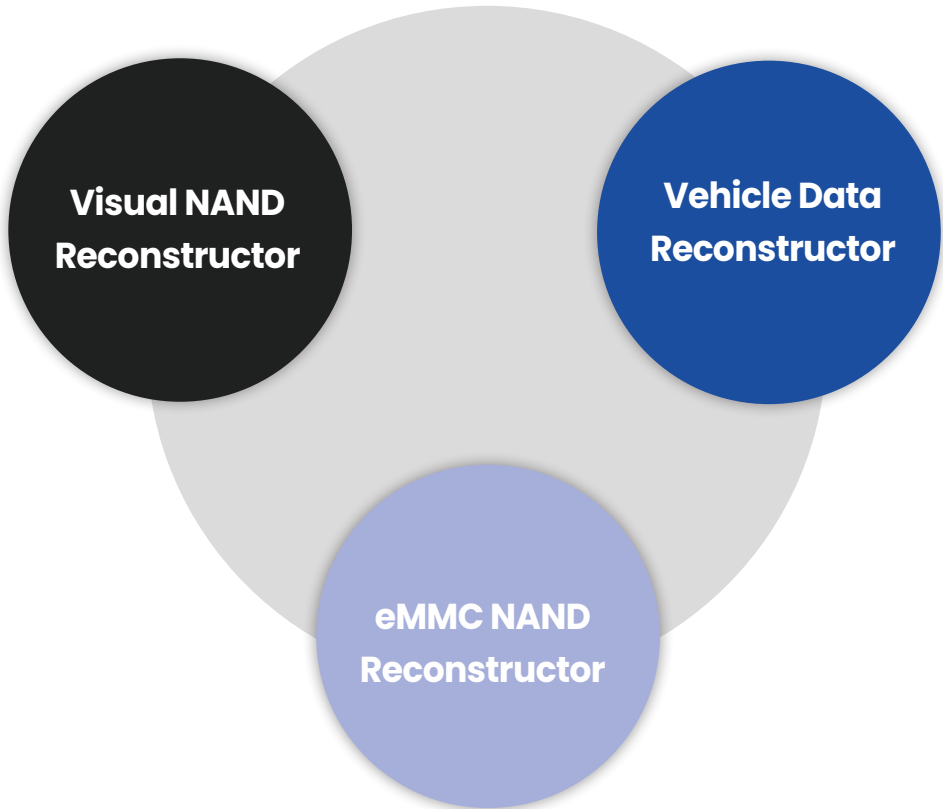 Visual NAND
Reconstructor
Vehicle Data
Reconstructor
eMMC NAND
Reconstructor